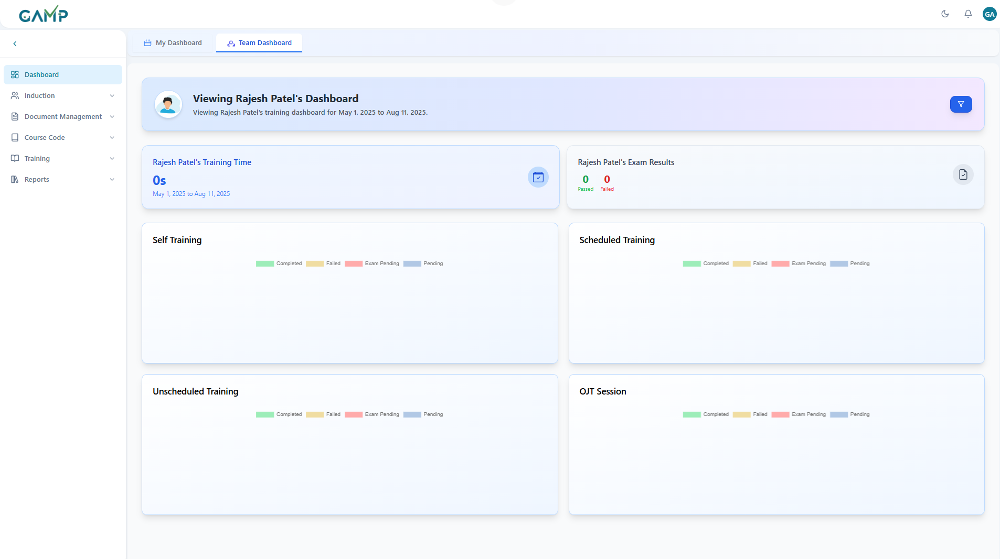 GAMP
GA
My Dashboard
Team Dashboard
Dashboard
Induction
Document Management
Course Code
Training
Reports
Viewing Rajesh Patel's Dashboard
Viewing Rajesh Patel's training dashboard for May 1, 2025 to Aug 11, 2025.
Rajesh Patel's Training Time
0s
May 1, 2025 to Aug 11, 2025
Rajesh Patel's Exam Results
0 0
Passed Failed
Self Training
Completed Failed Exam Pending Pending
Scheduled Training
Completed Failed Exam Pending Pending
Unscheduled Training
Completed Failed Exam Pending Pending
OJT Session
Completed Failed Exam Pending Pending